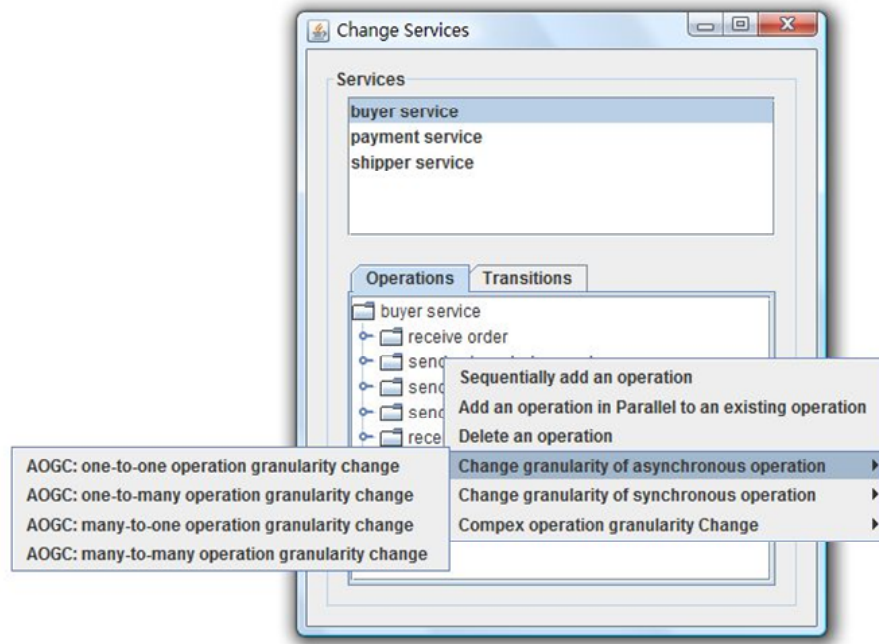 Change Services
Services
buyer service
payment service
shipper service
Operations
Transitions
buyer service
receive order
Sequentially add an operation
Add an operation in Parallel to an existing operation
Delete an operation
Change granularity of asynchronous operation
Change granularity of synchronous operation
Compex operation granularity Change
AOGC: one-to-one operation granularity change
AOGC: one-to-many operation granularity change
AOGC: many-to-one operation granularity change
AOGC: many-to-many operation granularity change